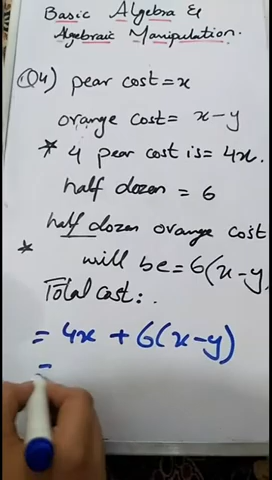 Basic Algebra &
Algebraic Manipulation.
Q4) pear cost = x
orange cost = x-y
* 4 pear cost is = 4x.
half dozen = 6
half dozen orange cost
* will be = 6(x-y)
Total cost:.
= 4x + 6(x-y)
=